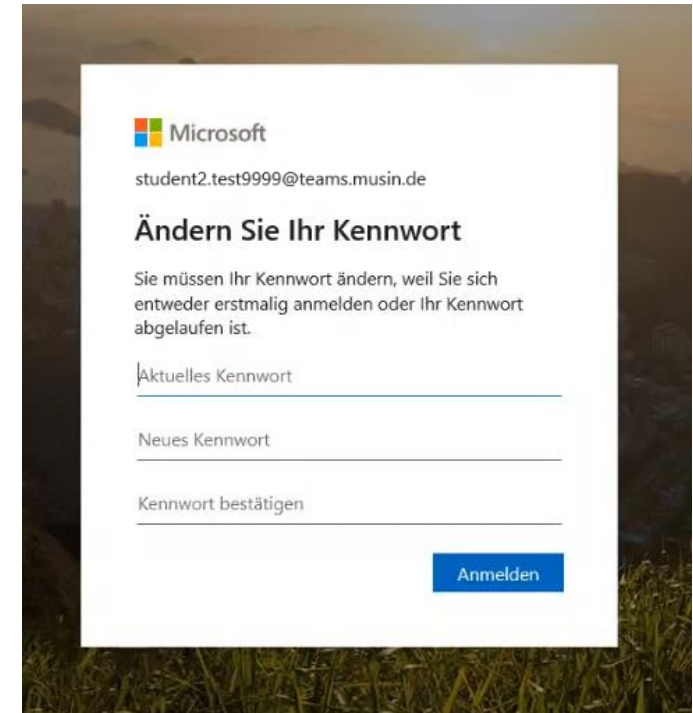 Microsoft
student2.test9999@teams.musin.de
Ändern Sie Ihr Kennwort
Sie müssen Ihr Kennwort ändern, weil Sie sich
entweder erstmalig anmelden oder Ihr Kennwort
abgelaufen ist.
Aktuelles Kennwort
Neues Kennwort
Kennwort bestätigen
Anmelden